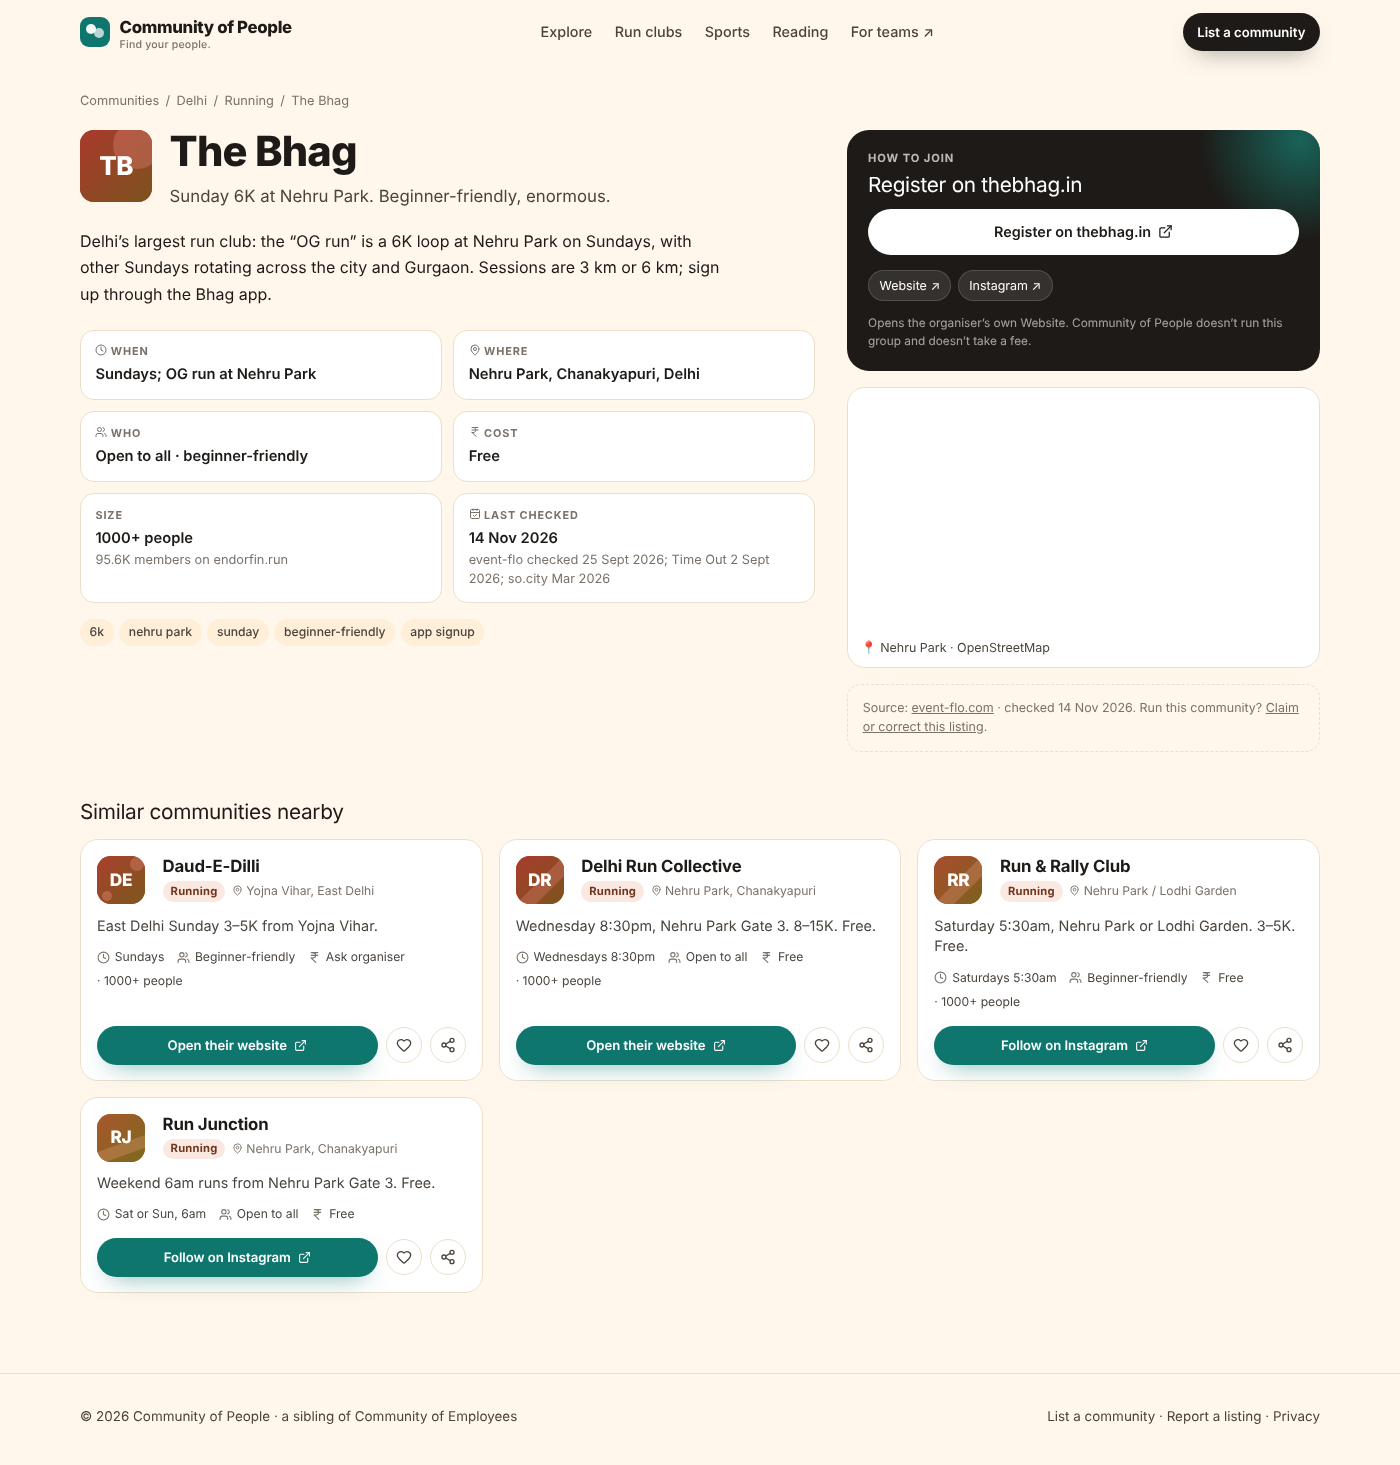 Community of People
Find your people.
Explore Run clubs Sports Reading For teams ↗
List a community
Communities / Delhi / Running / The Bhag
TB
The Bhag
Sunday 6K at Nehru Park. Beginner-friendly, enormous.
Delhi’s largest run club: the “OG run” is a 6K loop at Nehru Park on Sundays, with
other Sundays rotating across the city and Gurgaon. Sessions are 3 km or 6 km; sign
up through the Bhag app.
WHEN
Sundays; OG run at Nehru Park
WHERE
Nehru Park, Chanakyapuri, Delhi
WHO
Open to all · beginner-friendly
₹ COST
Free
SIZE
1000+ people
95.6K members on endorfin.run
LAST CHECKED
14 Nov 2026
event-flo checked 25 Sept 2026; Time Out 2 Sept
2026; so.city Mar 2026
6k nehru park sunday beginner-friendly app signup
HOW TO JOIN
Register on thebhag.in
Register on thebhag.in
Website ↗ Instagram ↗
Opens the organiser’s own Website. Community of People doesn’t run this
group and doesn’t take a fee.
📍 Nehru Park · OpenStreetMap
Source: event-flo.com · checked 14 Nov 2026. Run this community? Claim
or correct this listing.
Similar communities nearby
DE
Daud-E-Dilli
Running Yojna Vihar, East Delhi
East Delhi Sunday 3–5K from Yojna Vihar.
Sundays Beginner-friendly ₹ Ask organiser
· 1000+ people
Open their website
DR
Delhi Run Collective
Running Nehru Park, Chanakyapuri
Wednesday 8:30pm, Nehru Park Gate 3. 8–15K. Free.
Wednesdays 8:30pm Open to all ₹ Free
· 1000+ people
Open their website
RR
Run & Rally Club
Running Nehru Park / Lodhi Garden
Saturday 5:30am, Nehru Park or Lodhi Garden. 3–5K.
Free.
Saturdays 5:30am Beginner-friendly ₹ Free
· 1000+ people
Follow on Instagram
RJ
Run Junction
Running Nehru Park, Chanakyapuri
Weekend 6am runs from Nehru Park Gate 3. Free.
Sat or Sun, 6am Open to all ₹ Free
Follow on Instagram
© 2026 Community of People · a sibling of Community of Employees
List a community · Report a listing · Privacy